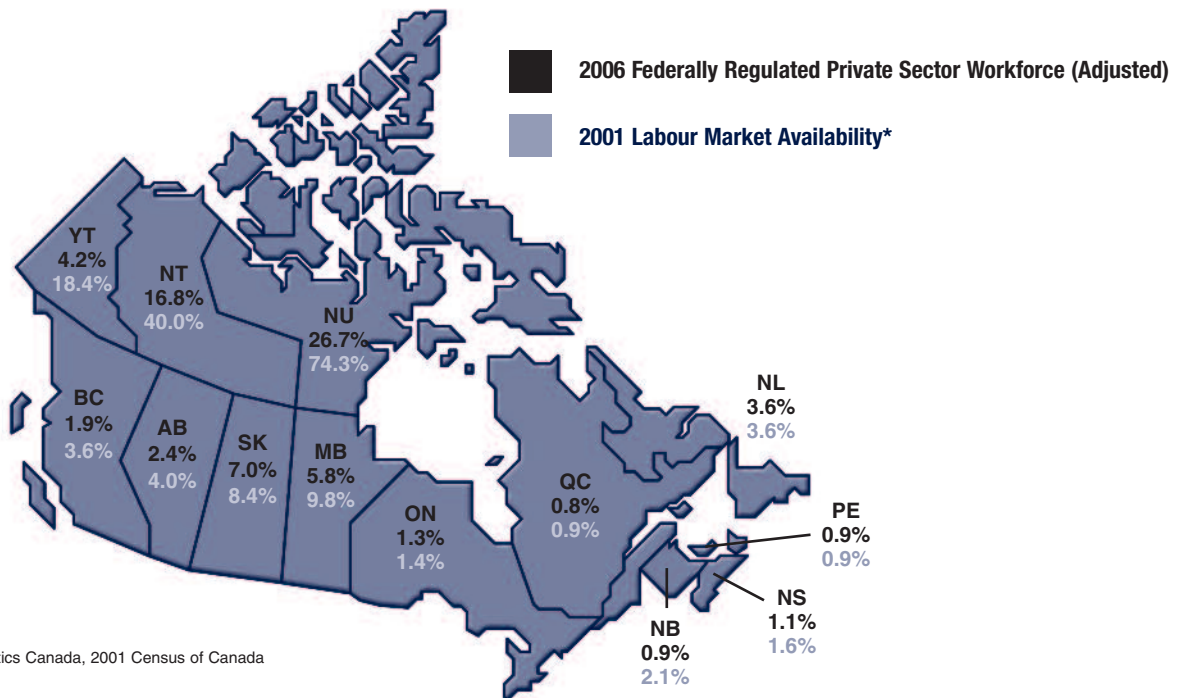 2006 Federally Regulated Private Sector Workforce (Adjusted)
2001 Labour Market Availability*
YT
4.2%
18.4%
NT
16.8%
40.0%
NU
26.7%
74.3%
BC
1.9%
3.6%
AB
2.4%
4.0%
SK
7.0%
8.4%
MB
5.8%
9.8%
ON
1.3%
1.4%
QC
0.8%
0.9%
NL
3.6%
3.6%
PE
0.9%
0.9%
NS
1.1%
1.6%
NB
0.9%
2.1%
tics Canada, 2001 Census of Canada